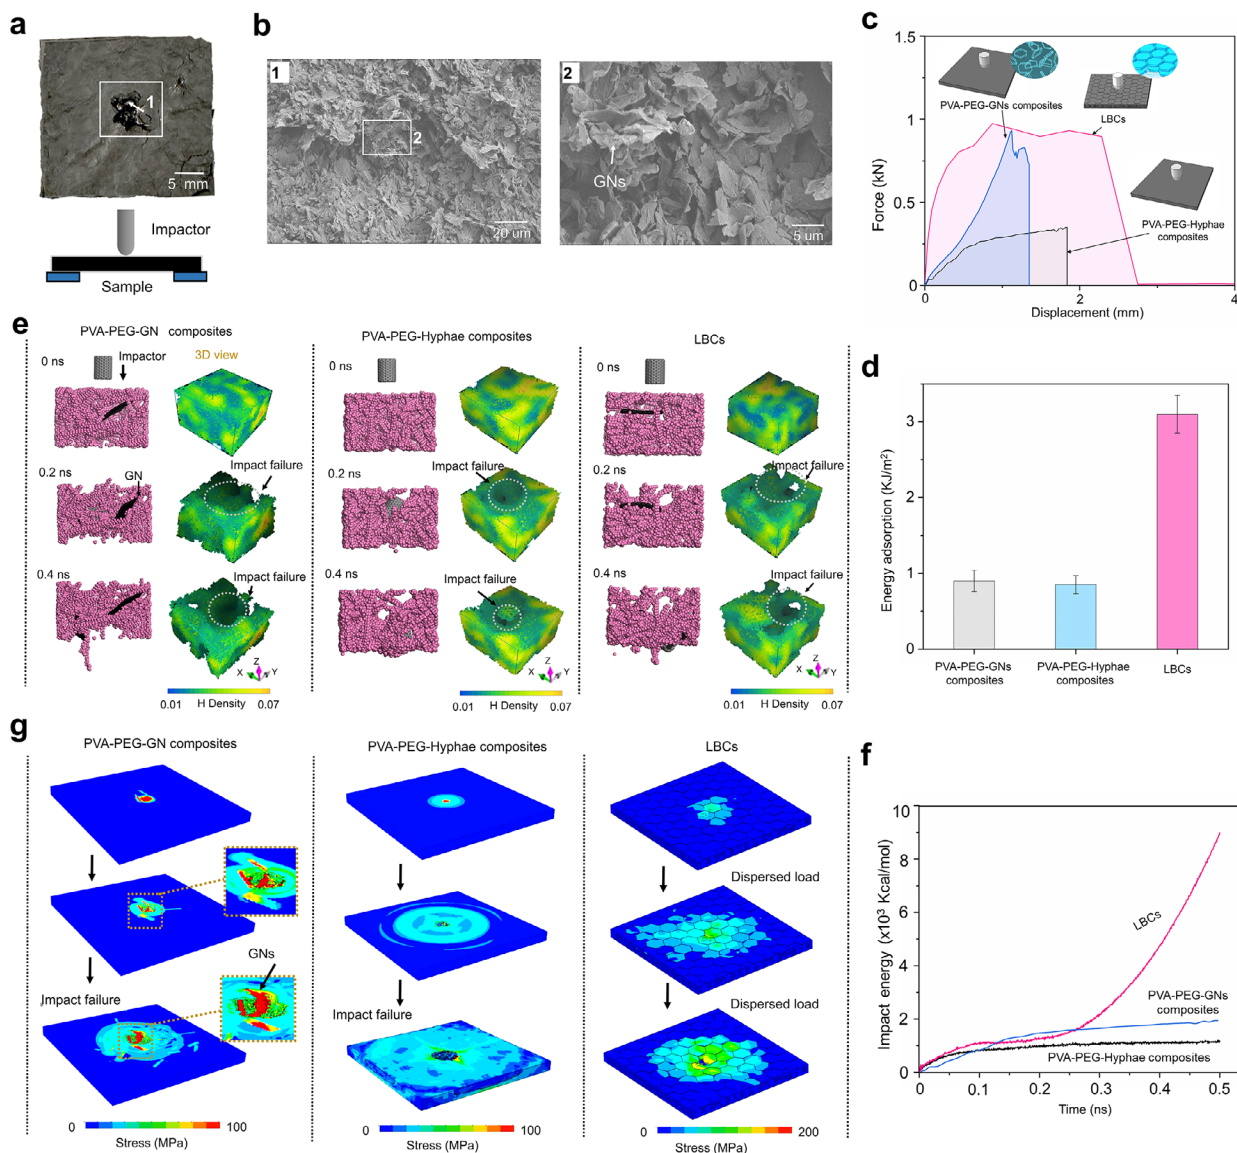 a
1
5 mm
Impactor
Sample
b
1
2
20 um
2
GNs
5 µm
c
1.5
1
0.5
0
Force (kN)
0
2
4
Displacement (mm)
PVA-PEG-GNs composites
LBCs
PVA-PEG-Hyphae
composites
e
PVA-PEG-GN composites
0 ns
Impactor
3D view
0.2 ns
GN
Impact failure
0.4 ns
Impact failure
Z
X
Y
0.01 H Density 0.07
PVA-PEG-Hyphae composites
0 ns
0.2 ns
Impact failure
0.4 ns
Impact failure
Z
X
Y
0.01 H Density 0.07
LBCs
0 ns
0.2 ns
Impact failure
0.4 ns
Impact failure
Z
X
Y
0.01 H Density 0.07
d
3
2
1
0
Energy adsorption (KJ/m²)
PVA-PEG-GNs
composites
PVA-PEG-Hyphae
composites
LBCs
g
PVA-PEG-GN composites
GNs
Impact failure
0 100
Stress (MPa)
PVA-PEG-Hyphae composites
Impact failure
0 100
Stress (MPa)
LBCs
Dispersed load
Dispersed load
0 200
Stress (MPa)
f
10
8
6
4
2
0
Impact energy (x10³ Kcal/mol)
LBCs
PVA-PEG-GNs
composites
PVA-PEG-Hyphae composites
0
0.1
0.2
0.3
0.4
0.5
Time (ns)